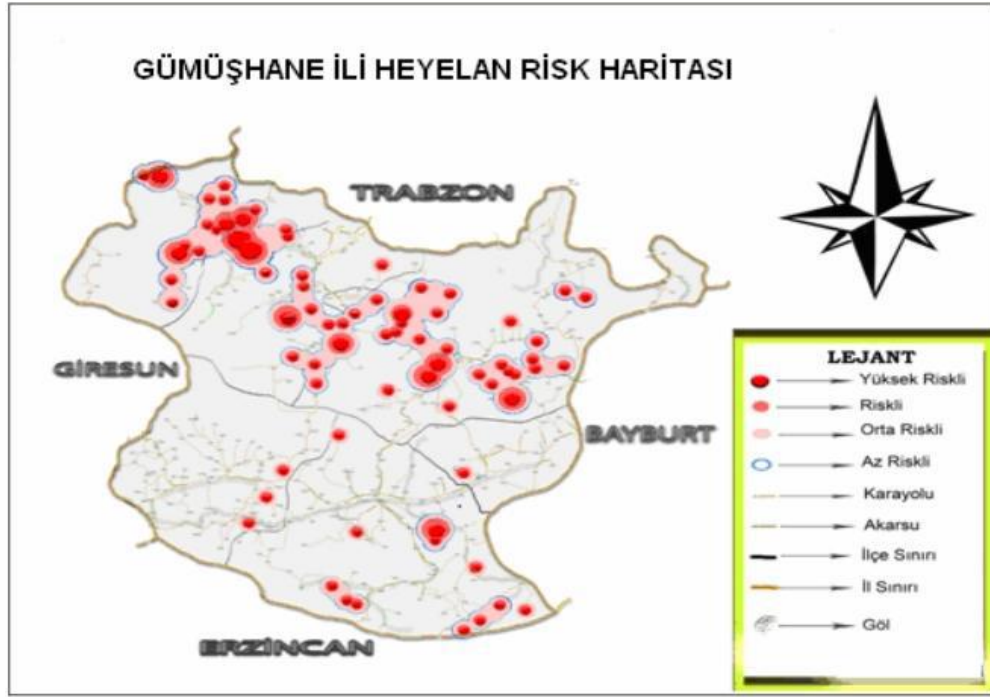 GÜMÜŞHANE İLİ HEYELAN RİSK HARİTASI
TRABZON
GİRESUN
BAYBURT
ERZİNCAN
LEJANT
Yüksek Riskli
Riskli
Orta Riskli
Az Riskli
Karayolu
Akarsu
İlçe Sınırı
İl Sınırı
Göl